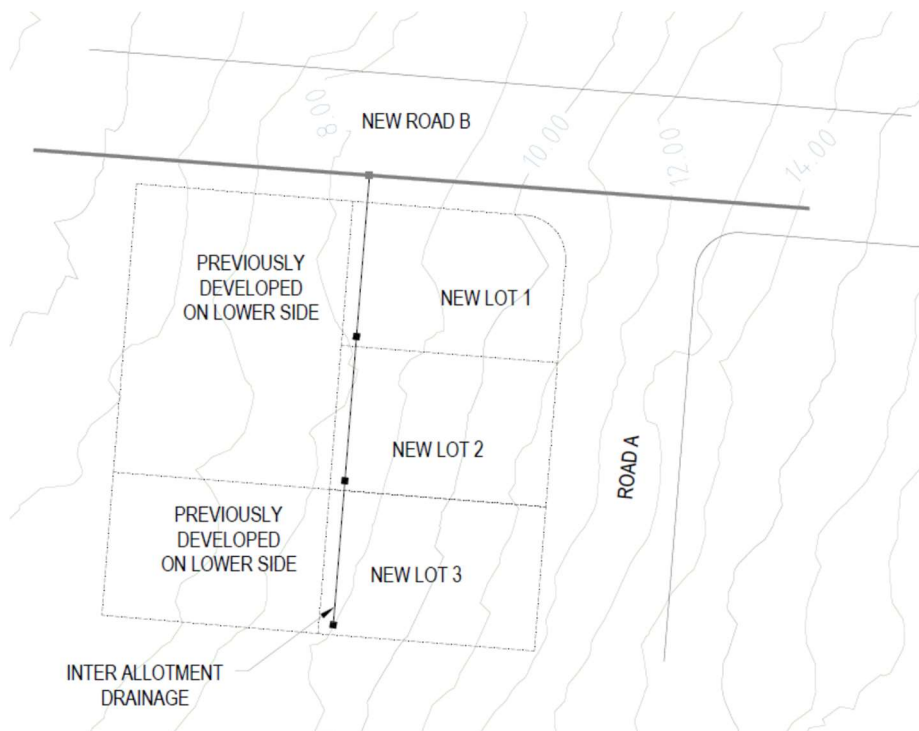 8.00
NEW ROAD B
10.00
12.00
14.00
PREVIOUSLY
DEVELOPED
ON LOWER SIDE
NEW LOT 1
NEW LOT 2
ROAD A
PREVIOUSLY
DEVELOPED
ON LOWER SIDE
NEW LOT 3
INTER ALLOTMENT
DRAINAGE